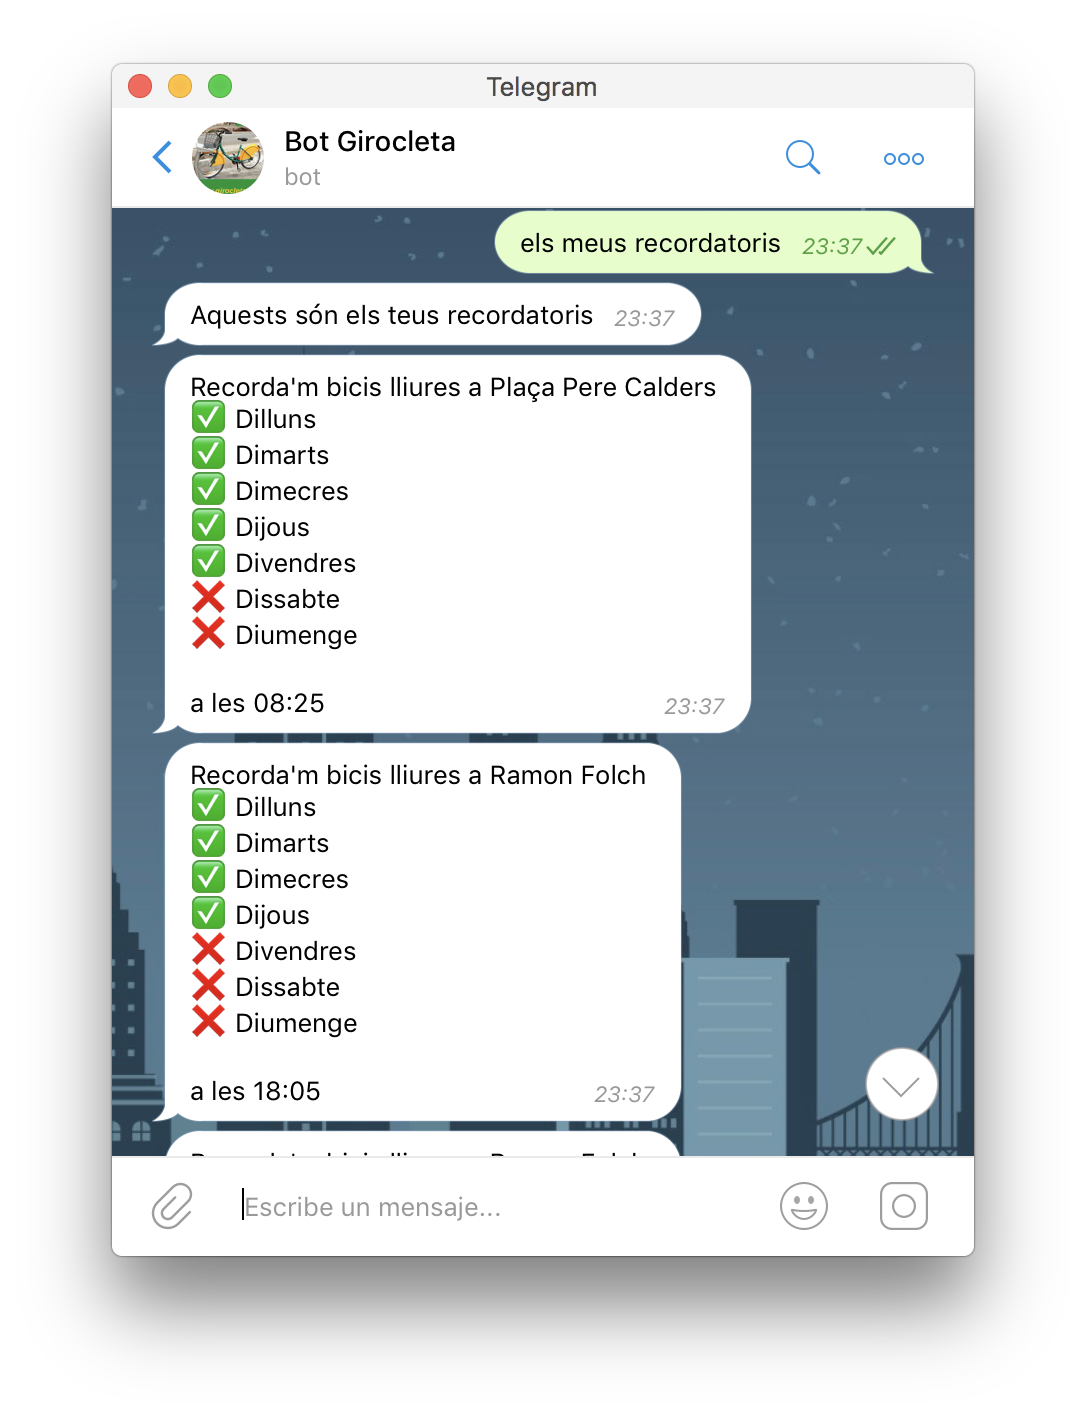 Telegram
Bot Girocleta
bot
els meus recordatoris 23:37
Aquests són els teus recordatoris 23:37
Recorda'm bicis lliures a Plaça Pere Calders
✅ Dilluns
✅ Dimarts
✅ Dimecres
✅ Dijous
✅ Divendres
❌ Dissabte
❌ Diumenge
a les 08:25 23:37
Recorda'm bicis lliures a Ramon Folch
✅ Dilluns
✅ Dimarts
✅ Dimecres
✅ Dijous
❌ Divendres
❌ Dissabte
❌ Diumenge
a les 18:05 23:37
Escribe un mensaje...